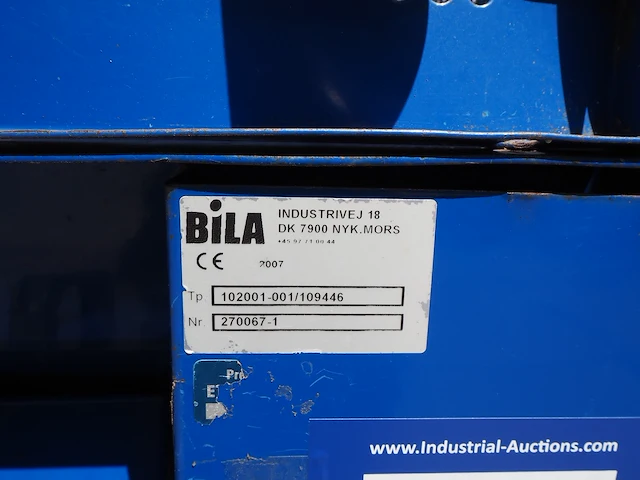 BiLA
INDUSTRIVEJ 18
DK 7900 NYK.MORS
CE
2007
Tp 102001-001/109446
Nr 270067-1
Pre
www.Industrial-Auctions.com